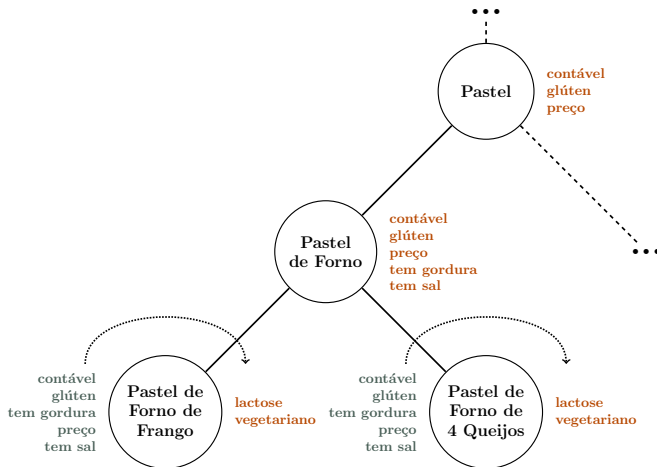 •••
Pastel
contável
glúten
preço
•••
Pastel
de Forno
contável
glúten
preço
tem gordura
tem sal
contável
glúten
tem gordura
preço
tem sal
Pastel de
Forno de
Frango
lactose
vegetariano
contável
glúten
tem gordura
preço
tem sal
Pastel de
Forno de
4 Queijos
lactose
vegetariano